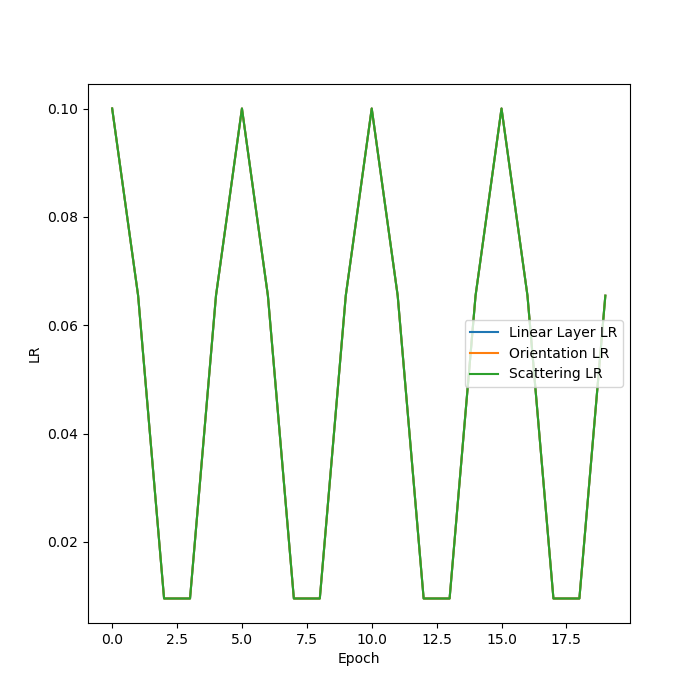 0.10
0.08
0.06
0.04
0.02
LR
Linear Layer LR
Orientation LR
Scattering LR
0.0 2.5 5.0 7.5 10.0 12.5 15.0 17.5
Epoch